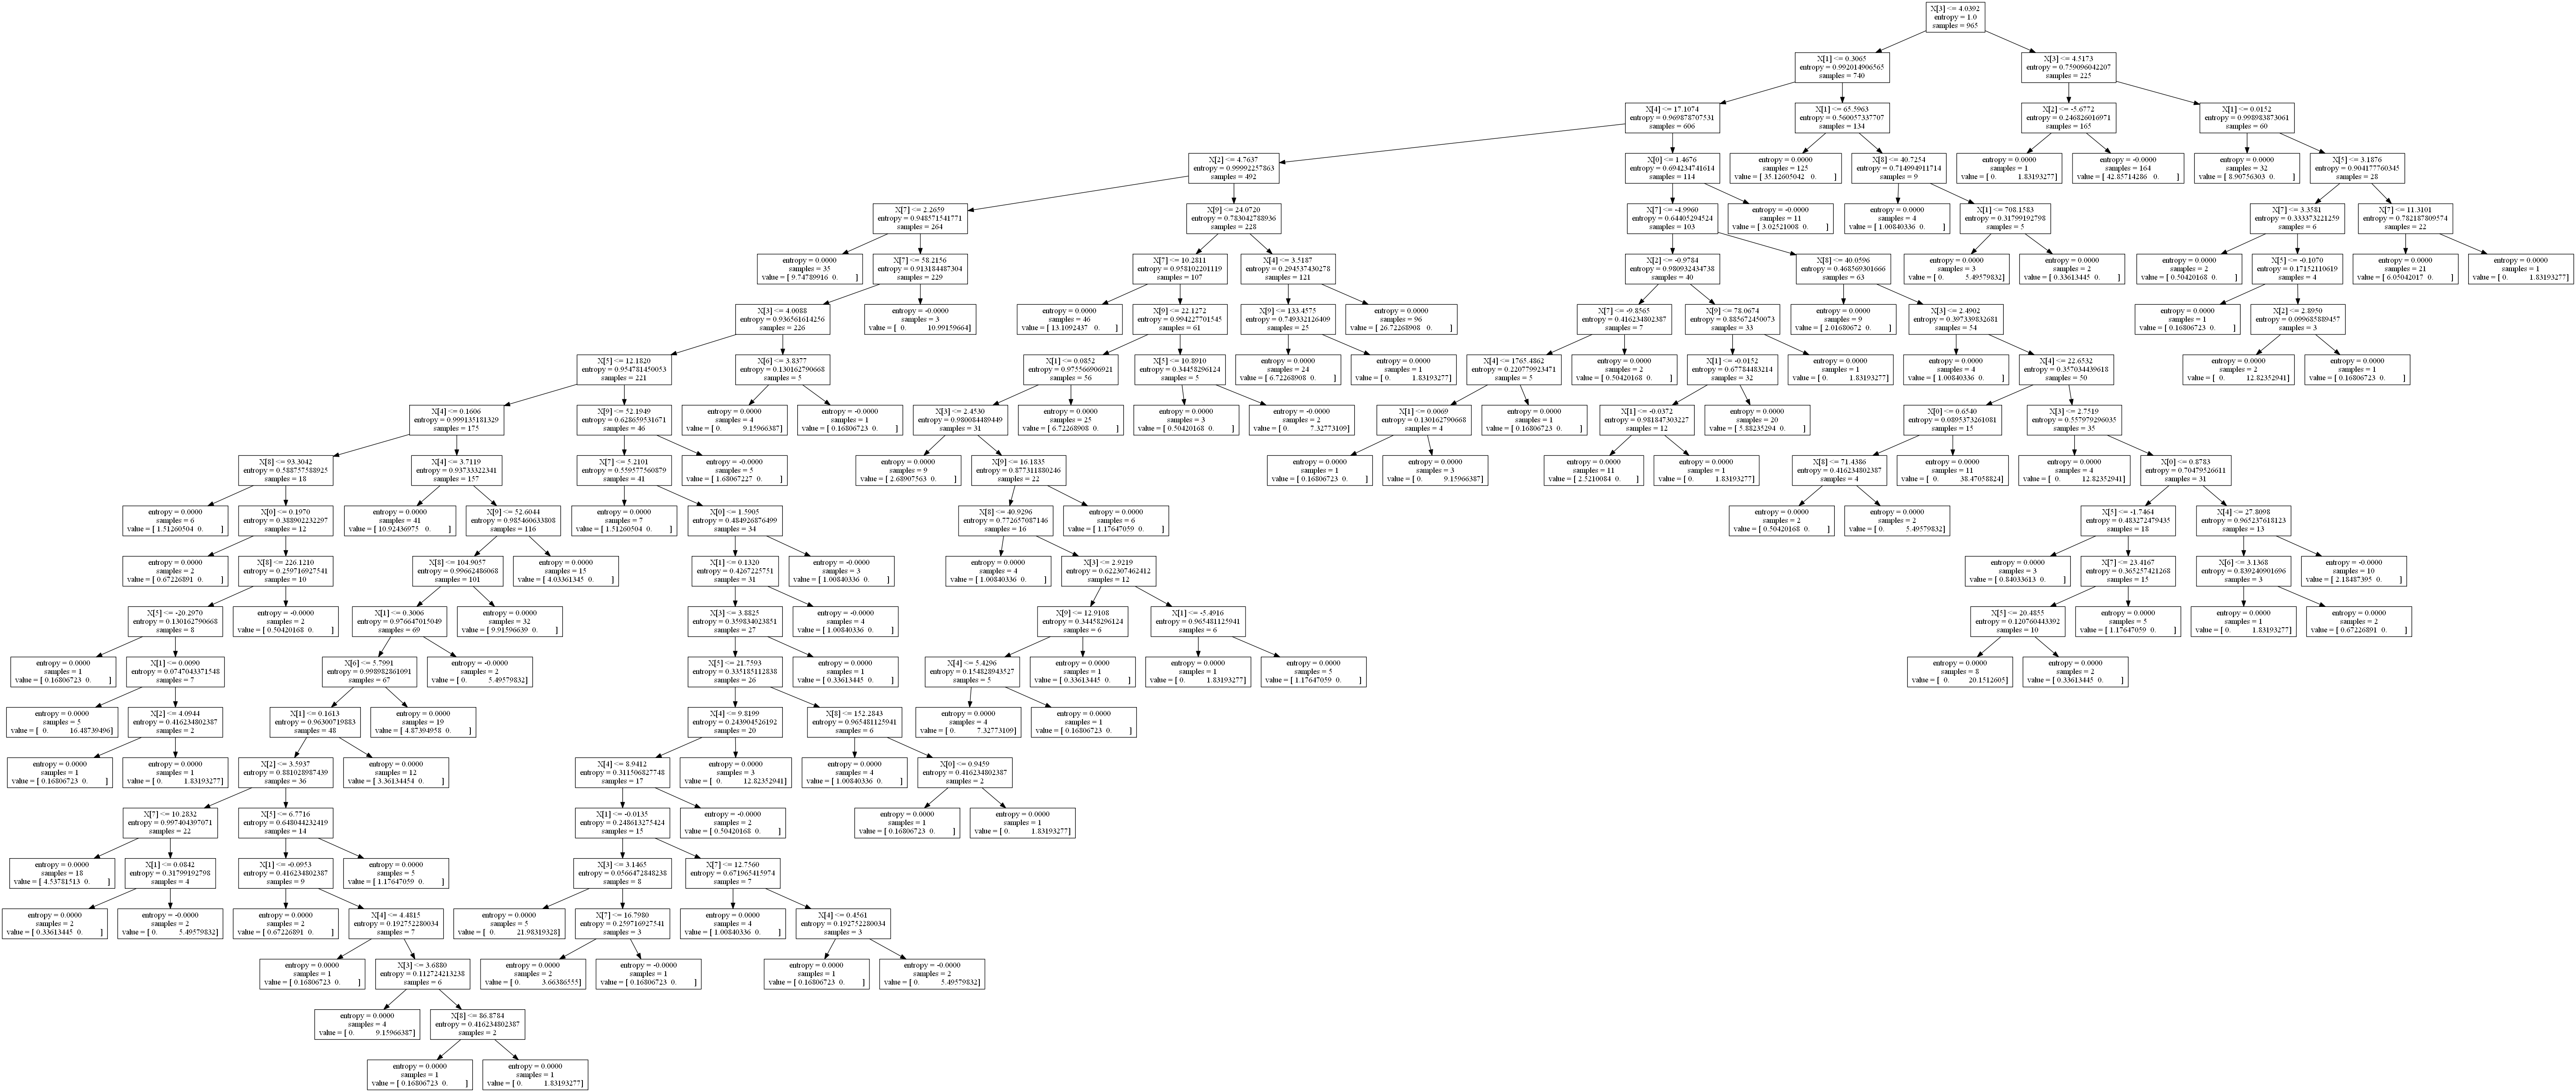 X[3] <= 4.0392
entropy = 1.0
samples = 965
X[1] <= 0.3065
entropy = 0.992014906565
samples = 740
X[3] <= 4.5173
entropy = 0.759096042207
samples = 225
X[4] <= 17.1074
entropy = 0.969878707531
samples = 606
X[1] <= 65.5963
entropy = 0.560057337707
samples = 134
X[2] <= -5.6772
entropy = 0.246826016971
samples = 165
X[1] <= 0.0152
entropy = 0.998983873061
samples = 60
X[2] <= 4.7637
entropy = 0.99992257863
samples = 492
X[0] <= 1.4676
entropy = 0.694234741614
samples = 114
entropy = 0.0000
samples = 125
value = [ 35.12605042 0. ]
X[8] <= 40.7254
entropy = 0.714994911714
samples = 9
entropy = 0.0000
samples = 1
value = [ 0. 1.83193277]
entropy = -0.0000
samples = 164
value = [ 42.85714286 0. ]
entropy = 0.0000
samples = 32
value = [ 8.90756303 0. ]
X[5] <= 3.1876
entropy = 0.904177760345
samples = 28
X[7] <= 2.2659
entropy = 0.948571541771
samples = 264
X[9] <= 24.0720
entropy = 0.783042788936
samples = 228
X[7] <= -4.9960
entropy = 0.64405294524
samples = 103
entropy = -0.0000
samples = 11
value = [ 3.02521008 0. ]
entropy = 0.0000
samples = 4
value = [ 1.00840336 0. ]
X[1] <= 708.1583
entropy = 0.31799192798
samples = 5
X[7] <= 3.3581
entropy = 0.333373221259
samples = 6
X[7] <= 11.3101
entropy = 0.782187809574
samples = 22
entropy = 0.0000
samples = 35
value = [ 9.74789916 0. ]
X[7] <= 58.2156
entropy = 0.913184487304
samples = 229
X[7] <= 10.2811
entropy = 0.958102201119
samples = 107
X[4] <= 3.5187
entropy = 0.294537430278
samples = 121
X[2] <= -0.9784
entropy = 0.980932434738
samples = 40
X[8] <= 40.0596
entropy = 0.468569301666
samples = 63
entropy = 0.0000
samples = 3
value = [ 0. 5.49579832]
entropy = 0.0000
samples = 2
value = [ 0.33613445 0. ]
entropy = 0.0000
samples = 2
value = [ 0.50420168 0. ]
X[5] <= -0.1070
entropy = 0.17152110619
samples = 4
entropy = 0.0000
samples = 21
value = [ 6.05042017 0. ]
entropy = 0.0000
samples = 1
value = [ 0. 1.83193277]
X[3] <= 4.0088
entropy = 0.936561614256
samples = 226
entropy = -0.0000
samples = 3
value = [ 0. 10.99159664]
entropy = 0.0000
samples = 46
value = [ 13.1092437 0. ]
X[9] <= 22.1272
entropy = 0.994227701545
samples = 61
X[9] <= 133.4575
entropy = 0.749332126409
samples = 25
entropy = 0.0000
samples = 96
value = [ 26.72268908 0. ]
X[7] <= -9.8565
entropy = 0.416234802387
samples = 7
X[9] <= 78.0674
entropy = 0.885672450073
samples = 33
entropy = 0.0000
samples = 9
value = [ 2.01680672 0. ]
X[3] <= 2.4902
entropy = 0.397339832681
samples = 54
entropy = 0.0000
samples = 1
value = [ 0.16806723 0. ]
X[2] <= 2.8950
entropy = 0.099685889457
samples = 3
X[5] <= 12.1820
entropy = 0.954781450053
samples = 221
X[6] <= 3.8377
entropy = 0.130162790668
samples = 5
X[1] <= 0.0852
entropy = 0.975566906921
samples = 56
X[5] <= 10.8910
entropy = 0.34458296124
samples = 5
entropy = 0.0000
samples = 24
value = [ 6.72268908 0. ]
entropy = 0.0000
samples = 1
value = [ 0. 1.83193277]
X[4] <= 1765.4862
entropy = 0.220779923471
samples = 5
entropy = 0.0000
samples = 2
value = [ 0.50420168 0. ]
X[1] <= -0.0152
entropy = 0.67784483214
samples = 32
entropy = 0.0000
samples = 1
value = [ 0. 1.83193277]
entropy = 0.0000
samples = 4
value = [ 1.00840336 0. ]
X[4] <= 22.6532
entropy = 0.357034439618
samples = 50
entropy = 0.0000
samples = 2
value = [ 0. 12.82352941]
entropy = 0.0000
samples = 1
value = [ 0.16806723 0. ]
X[4] <= 0.1606
entropy = 0.999135181329
samples = 175
X[9] <= 52.1949
entropy = 0.628659531671
samples = 46
entropy = 0.0000
samples = 4
value = [ 0. 9.15966387]
entropy = -0.0000
samples = 1
value = [ 0.16806723 0. ]
X[3] <= 2.4530
entropy = 0.980084489449
samples = 31
entropy = 0.0000
samples = 25
value = [ 6.72268908 0. ]
entropy = 0.0000
samples = 3
value = [ 0.50420168 0. ]
entropy = -0.0000
samples = 2
value = [ 0. 7.32773109]
X[1] <= 0.0069
entropy = 0.130162790668
samples = 4
entropy = 0.0000
samples = 1
value = [ 0.16806723 0. ]
X[1] <= -0.0372
entropy = 0.981847303227
samples = 12
entropy = 0.0000
samples = 20
value = [ 5.88235294 0. ]
X[0] <= 0.6540
entropy = 0.0895373261081
samples = 15
X[3] <= 2.7519
entropy = 0.557979296035
samples = 35
X[8] <= 93.3042
entropy = 0.588757588925
samples = 18
X[4] <= 3.7119
entropy = 0.93733322341
samples = 157
X[7] <= 5.2101
entropy = 0.559577560879
samples = 41
entropy = -0.0000
samples = 5
value = [ 1.68067227 0. ]
entropy = 0.0000
samples = 9
value = [ 2.68907563 0. ]
X[9] <= 16.1835
entropy = 0.877311880246
samples = 22
entropy = 0.0000
samples = 1
value = [ 0.16806723 0. ]
entropy = 0.0000
samples = 3
value = [ 0. 9.15966387]
entropy = 0.0000
samples = 11
value = [ 2.5210084 0. ]
entropy = 0.0000
samples = 1
value = [ 0. 1.83193277]
X[8] <= 71.4386
entropy = 0.416234802387
samples = 4
entropy = 0.0000
samples = 11
value = [ 0. 38.47058824]
entropy = 0.0000
samples = 4
value = [ 0. 12.82352941]
X[0] <= 0.8783
entropy = 0.70479526611
samples = 31
entropy = 0.0000
samples = 6
value = [ 1.51260504 0. ]
X[0] <= 0.1970
entropy = 0.388902232297
samples = 12
entropy = 0.0000
samples = 41
value = [ 10.92436975 0. ]
X[9] <= 52.6044
entropy = 0.985460633808
samples = 116
entropy = 0.0000
samples = 7
value = [ 1.51260504 0. ]
X[0] <= 1.5905
entropy = 0.484926876499
samples = 34
X[8] <= 40.9296
entropy = 0.772657087146
samples = 16
entropy = 0.0000
samples = 6
value = [ 1.17647059 0. ]
entropy = 0.0000
samples = 2
value = [ 0.50420168 0. ]
entropy = 0.0000
samples = 2
value = [ 0. 5.49579832]
X[5] <= -1.7464
entropy = 0.483272479435
samples = 18
X[4] <= 27.8098
entropy = 0.965237618123
samples = 13
entropy = 0.0000
samples = 2
value = [ 0.67226891 0. ]
X[8] <= 226.1210
entropy = 0.259716927541
samples = 10
X[8] <= 104.9057
entropy = 0.99662486068
samples = 101
entropy = 0.0000
samples = 15
value = [ 4.03361345 0. ]
X[1] <= 0.1320
entropy = 0.4267225751
samples = 31
entropy = -0.0000
samples = 3
value = [ 1.00840336 0. ]
entropy = 0.0000
samples = 4
value = [ 1.00840336 0. ]
X[3] <= 2.9219
entropy = 0.622307462412
samples = 12
entropy = 0.0000
samples = 3
value = [ 0.84033613 0. ]
X[7] <= 23.4167
entropy = 0.365257421268
samples = 15
X[6] <= 3.1368
entropy = 0.839240901696
samples = 3
entropy = -0.0000
samples = 10
value = [ 2.18487395 0. ]
X[5] <= -20.2970
entropy = 0.130162790668
samples = 8
entropy = -0.0000
samples = 2
value = [ 0.50420168 0. ]
X[1] <= 0.3006
entropy = 0.976647015049
samples = 69
entropy = 0.0000
samples = 32
value = [ 9.91596639 0. ]
X[3] <= 3.8825
entropy = 0.359834023851
samples = 27
entropy = -0.0000
samples = 4
value = [ 1.00840336 0. ]
X[9] <= 12.9108
entropy = 0.34458296124
samples = 6
X[1] <= -5.4916
entropy = 0.965481125941
samples = 6
X[5] <= 20.4855
entropy = 0.120760443392
samples = 10
entropy = 0.0000
samples = 5
value = [ 1.17647059 0. ]
entropy = 0.0000
samples = 1
value = [ 0. 1.83193277]
entropy = 0.0000
samples = 2
value = [ 0.67226891 0. ]
entropy = 0.0000
samples = 1
value = [ 0.16806723 0. ]
X[1] <= 0.0090
entropy = 0.0747043371548
samples = 7
X[6] <= 5.7991
entropy = 0.998982861091
samples = 67
entropy = -0.0000
samples = 2
value = [ 0. 5.49579832]
X[5] <= 21.7593
entropy = 0.335185112838
samples = 26
entropy = 0.0000
samples = 1
value = [ 0.33613445 0. ]
X[4] <= 5.4296
entropy = 0.154828943527
samples = 5
entropy = 0.0000
samples = 1
value = [ 0.33613445 0. ]
entropy = 0.0000
samples = 1
value = [ 0. 1.83193277]
entropy = 0.0000
samples = 5
value = [ 1.17647059 0. ]
entropy = 0.0000
samples = 8
value = [ 0. 20.1512605]
entropy = 0.0000
samples = 2
value = [ 0.33613445 0. ]
entropy = 0.0000
samples = 5
value = [ 0. 16.48739496]
X[2] <= 4.0944
entropy = 0.416234802387
samples = 2
X[1] <= 0.1613
entropy = 0.96300719883
samples = 48
entropy = 0.0000
samples = 19
value = [ 4.87394958 0. ]
X[4] <= 9.8199
entropy = 0.243904526192
samples = 20
X[8] <= 152.2843
entropy = 0.965481125941
samples = 6
entropy = 0.0000
samples = 4
value = [ 0. 7.32773109]
entropy = 0.0000
samples = 1
value = [ 0.16806723 0. ]
entropy = 0.0000
samples = 1
value = [ 0.16806723 0. ]
entropy = 0.0000
samples = 1
value = [ 0. 1.83193277]
X[2] <= 3.5937
entropy = 0.881028987439
samples = 36
entropy = 0.0000
samples = 12
value = [ 3.36134454 0. ]
X[4] <= 8.9412
entropy = 0.311506827748
samples = 17
entropy = 0.0000
samples = 3
value = [ 0. 12.82352941]
entropy = 0.0000
samples = 4
value = [ 1.00840336 0. ]
X[0] <= 0.9459
entropy = 0.416234802387
samples = 2
X[7] <= 10.2832
entropy = 0.997404397071
samples = 22
X[5] <= 6.7716
entropy = 0.648044232419
samples = 14
X[1] <= -0.0135
entropy = 0.248613275424
samples = 15
entropy = -0.0000
samples = 2
value = [ 0.50420168 0. ]
entropy = 0.0000
samples = 1
value = [ 0.16806723 0. ]
entropy = 0.0000
samples = 1
value = [ 0. 1.83193277]
entropy = 0.0000
samples = 18
value = [ 4.53781513 0. ]
X[1] <= 0.0842
entropy = 0.31799192798
samples = 4
X[1] <= -0.0953
entropy = 0.416234802387
samples = 9
entropy = 0.0000
samples = 5
value = [ 1.17647059 0. ]
X[3] <= 3.1465
entropy = 0.0566472848238
samples = 8
X[7] <= 12.7560
entropy = 0.671965415974
samples = 7
entropy = 0.0000
samples = 2
value = [ 0.33613445 0. ]
entropy = -0.0000
samples = 2
value = [ 0. 5.49579832]
entropy = 0.0000
samples = 2
value = [ 0.67226891 0. ]
X[4] <= 4.4815
entropy = 0.192752280034
samples = 7
entropy = 0.0000
samples = 5
value = [ 0. 21.98319328]
X[7] <= 16.7980
entropy = 0.259716927541
samples = 3
entropy = 0.0000
samples = 4
value = [ 1.00840336 0. ]
X[4] <= 0.4561
entropy = 0.192752280034
samples = 3
entropy = 0.0000
samples = 1
value = [ 0.16806723 0. ]
X[3] <= 3.6880
entropy = 0.112724213238
samples = 6
entropy = 0.0000
samples = 2
value = [ 0. 3.66386555]
entropy = -0.0000
samples = 1
value = [ 0.16806723 0. ]
entropy = 0.0000
samples = 1
value = [ 0.16806723 0. ]
entropy = -0.0000
samples = 2
value = [ 0. 5.49579832]
entropy = 0.0000
samples = 4
value = [ 0. 9.15966387]
X[8] <= 86.8784
entropy = 0.416234802387
samples = 2
entropy = 0.0000
samples = 1
value = [ 0.16806723 0. ]
entropy = 0.0000
samples = 1
value = [ 0. 1.83193277]